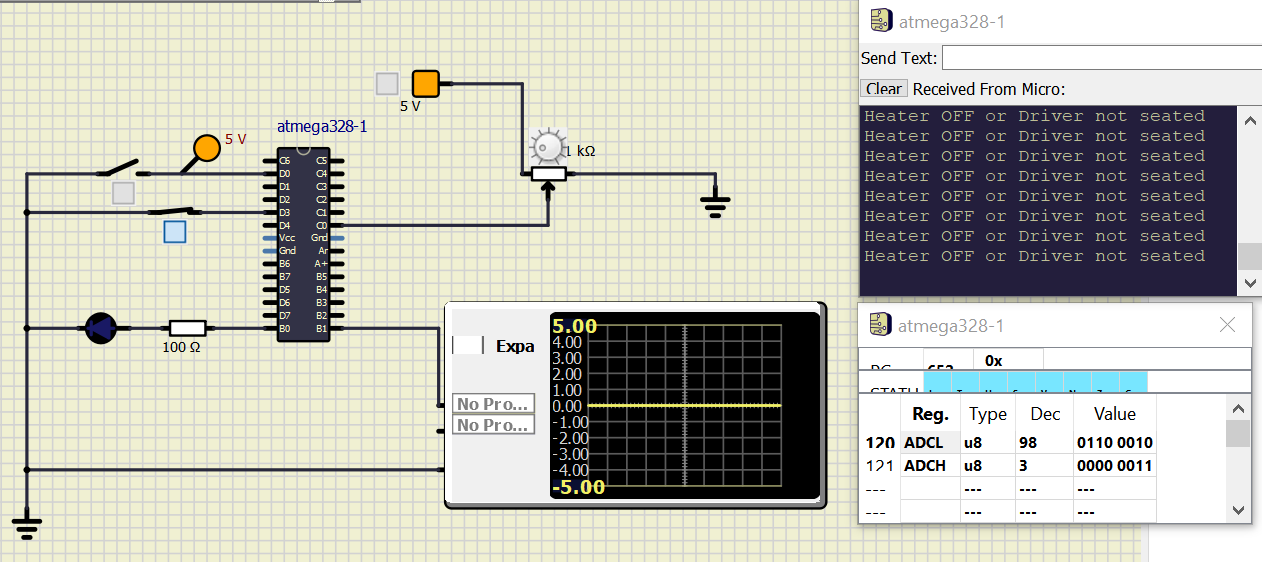 atmega328-1
Send Text:
Clear Received From Micro:
Heater OFF or Driver not seated
Heater OFF or Driver not seated
Heater OFF or Driver not seated
Heater OFF or Driver not seated
Heater OFF or Driver not seated
Heater OFF or Driver not seated
Heater OFF or Driver not seated
Heater OFF or Driver not seated
5 V
atmega328-1
5 V
1 kΩ
C6 C5
D0 C4
D1 C3
D2 C2
D3 C1
D4 C0
Vcc Gnd
Gnd Ar
B6 A+
B7 B5
D5 B4
D6 B3
D7 B2
B0 B1
100 Ω
Expa
No Pro...
No Pro...
5.00
4.00
3.00
2.00
1.00
0.00
-1.00
-2.00
-3.00
-4.00
-5.00
atmega328-1
0x
Reg. Type Dec Value
120 ADCL u8 98 0110 0010
121 ADCH u8 3 0000 0011
--- --- --- ---
--- --- --- ---